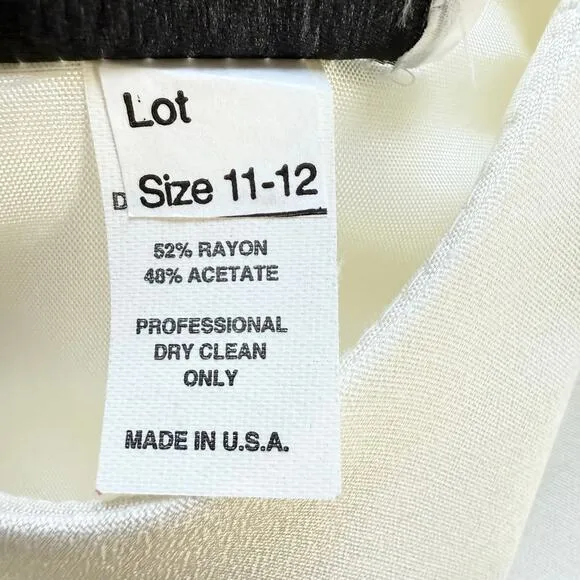 Lot
D Size 11-12
52% RAYON
48% ACETATE
PROFESSIONAL
DRY CLEAN
ONLY
MADE IN U.S.A.